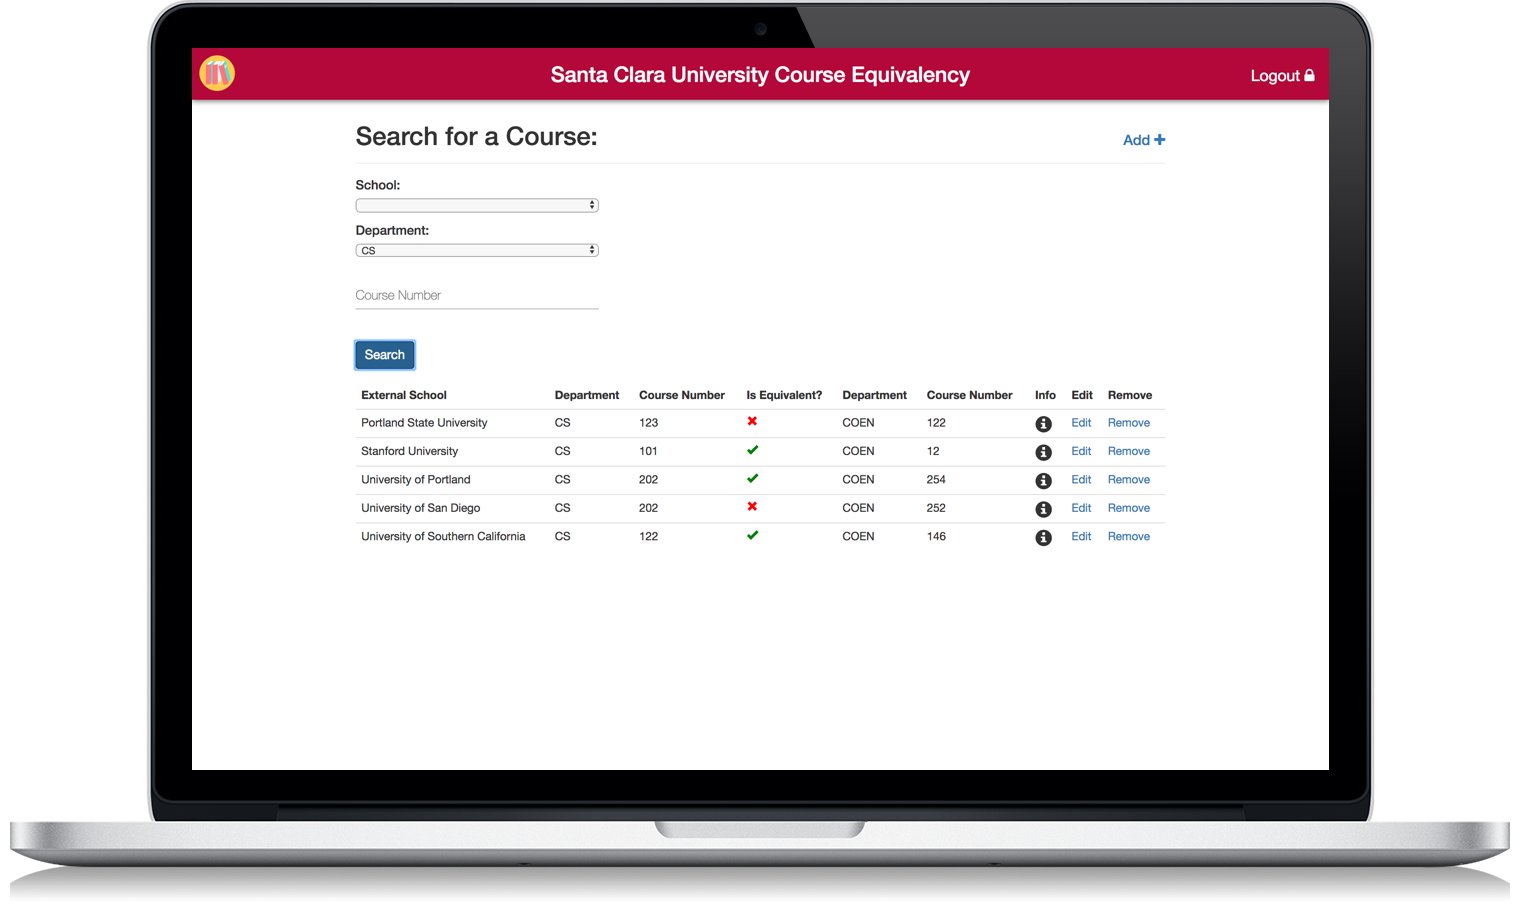 Santa Clara University Course Equivalency
Logout
Search for a Course:
Add
School:
Department:
CS
Course Number
Search
External School Department Course Number Is Equivalent? Department Course Number Info Edit Remove
Portland State University CS 123 COEN 122 Edit Remove
Stanford University CS 101 COEN 12 Edit Remove
University of Portland CS 202 COEN 254 Edit Remove
University of San Diego CS 202 COEN 252 Edit Remove
University of Southern California CS 122 COEN 146 Edit Remove